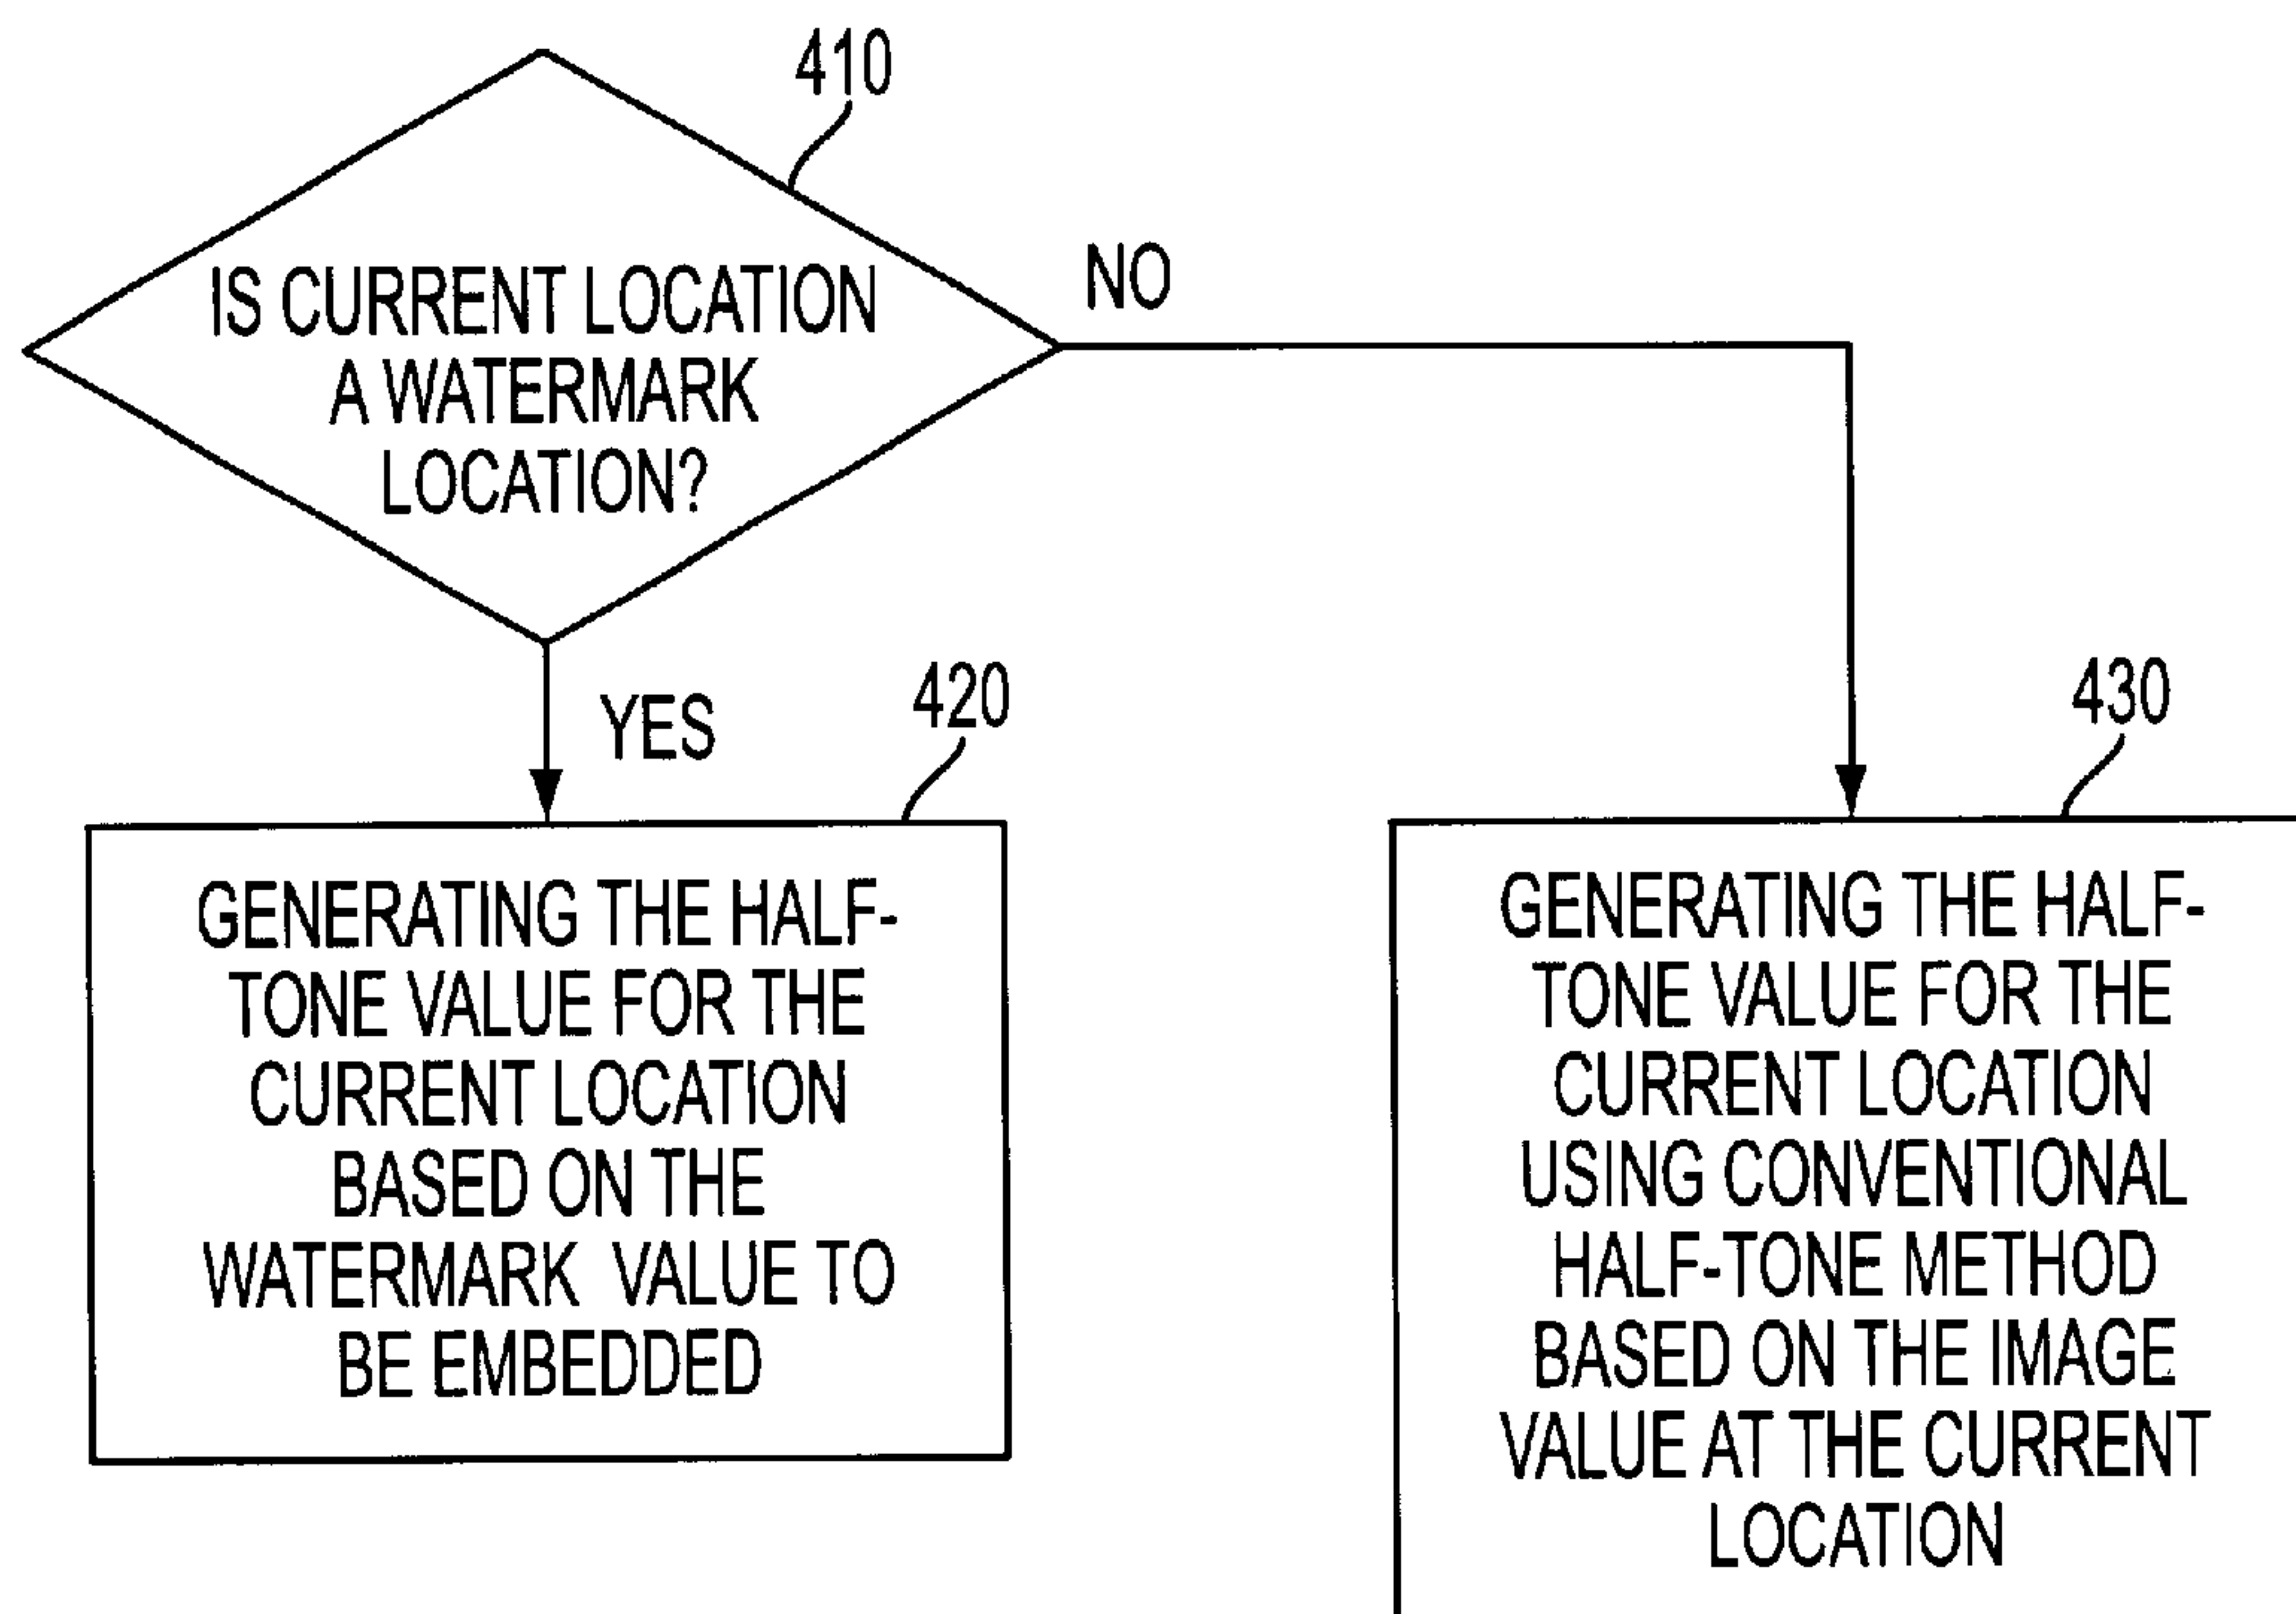 410
IS CURRENT LOCATION
A WATERMARK
LOCATION?
NO
YES
420
GENERATING THE HALF-
TONE VALUE FOR THE
CURRENT LOCATION
BASED ON THE
WATERMARK VALUE TO
BE EMBEDDED
430
GENERATING THE HALF-
TONE VALUE FOR THE
CURRENT LOCATION
USING CONVENTIONAL
HALF-TONE METHOD
BASED ON THE IMAGE
VALUE AT THE CURRENT
LOCATION